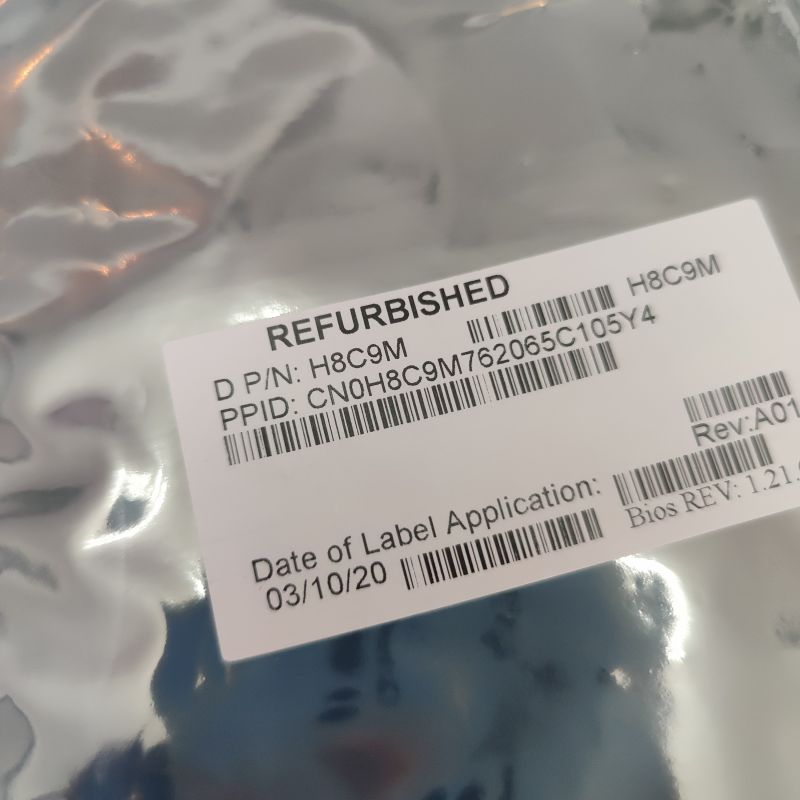 REFURBISHED
D P/N: H8C9M H8C9M
PPID: CN0H8C9M762065C105Y4
Rev:A01
Date of Label Application:
03/10/20
Bios REV: 1.21.